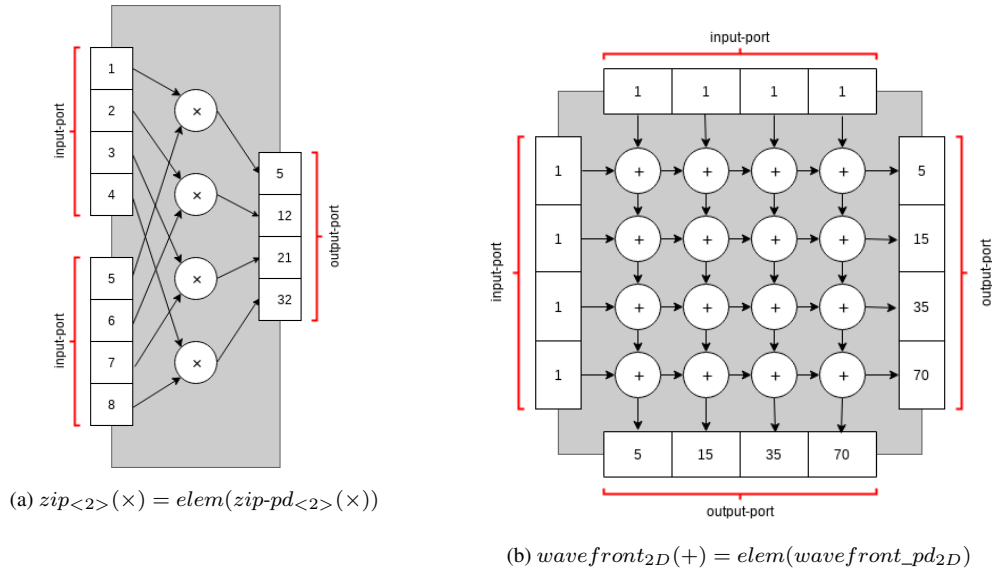 input-port
1
2
3
4
input-port
5
6
7
8
×
×
×
×
5
12
21
32
output-port
(a) zip<2>(×) = elem(zip-pd<2>(×))
input-port
1 1 1 1
input-port
1 + + + + 5
1 + + + + 15
1 + + + + 35
1 + + + + 70
output-port
5 15 35 70
output-port
(b) wavefront2D(+) = elem(wavefront_pd2D)